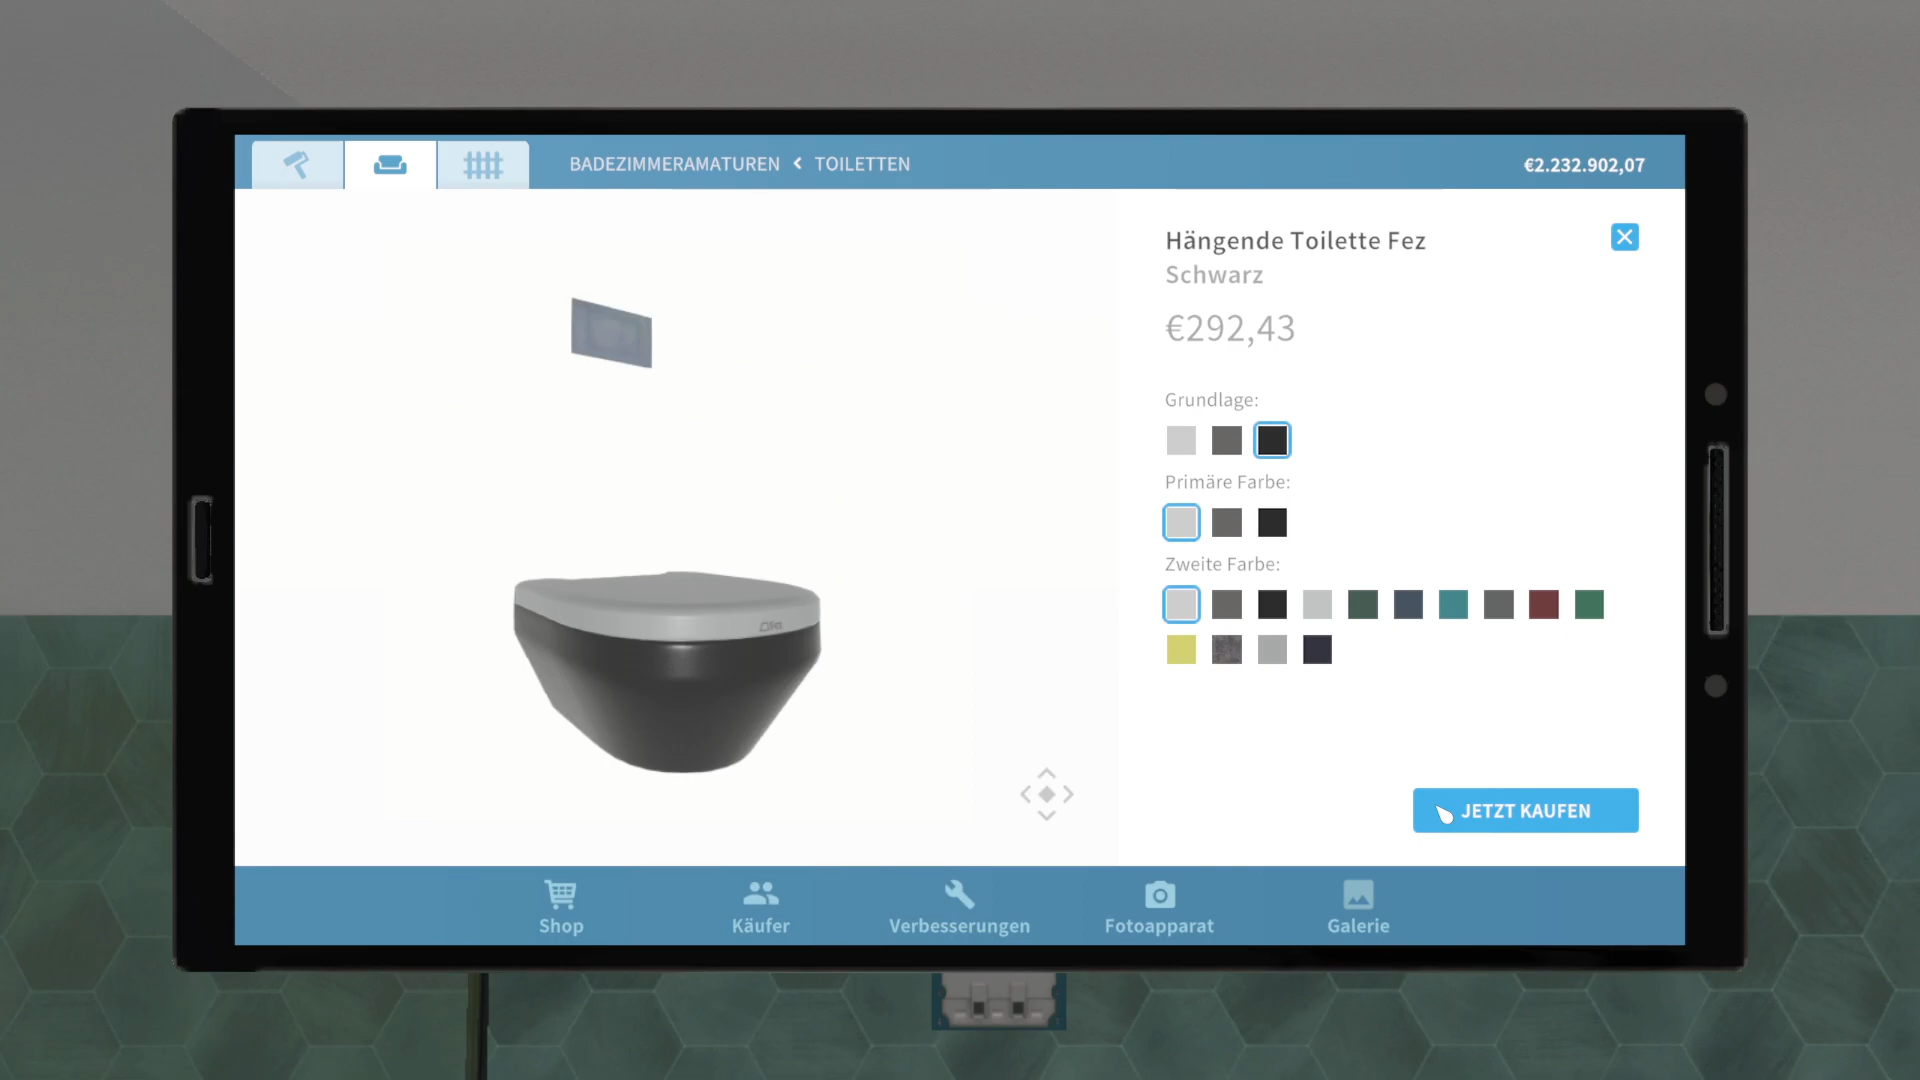 BADEZIMMERAMATUREN < TOILETTEN
€2.232.902,07
Hängende Toilette Fez
Schwarz
€292,43
Grundlage:
Primäre Farbe:
Zweite Farbe:
JETZT KAUFEN
Shop
Käufer
Verbesserungen
Fotoapparat
Galerie